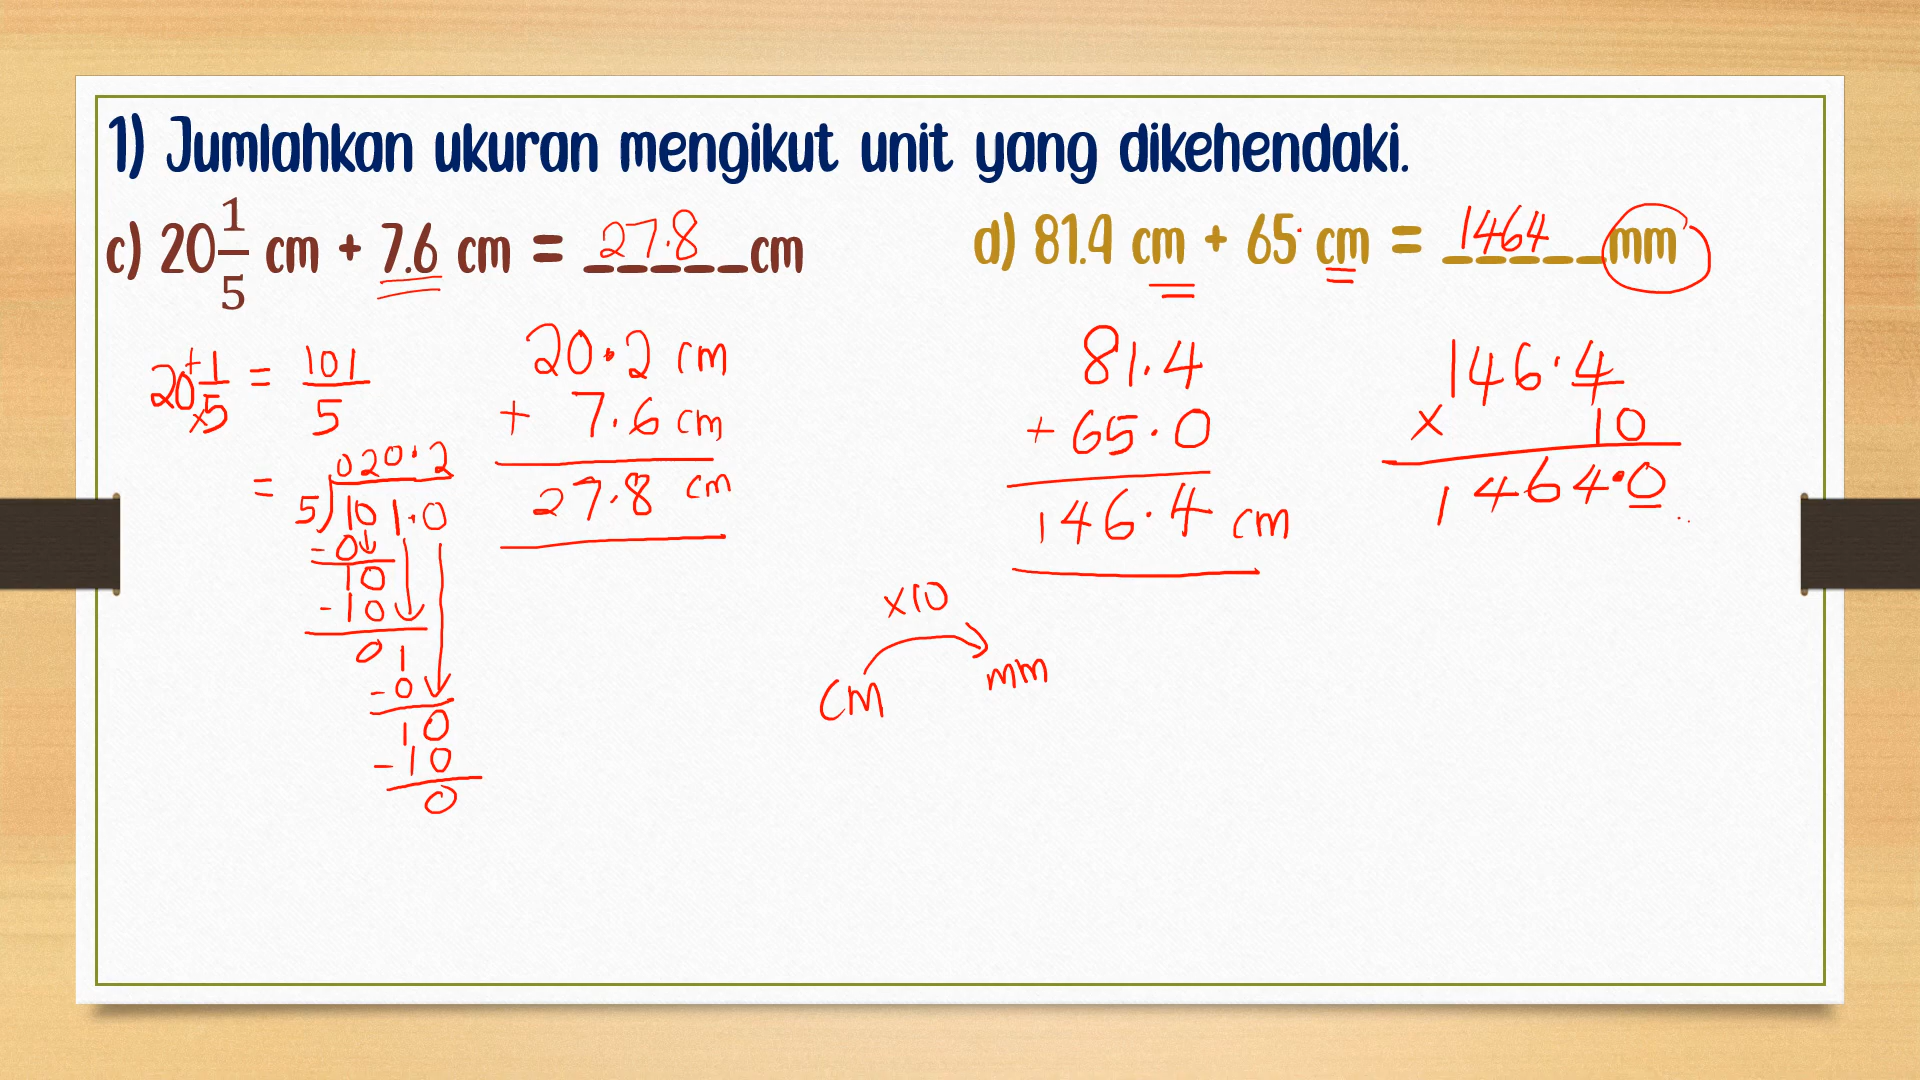 1) Jumlahkan ukuran mengikut unit yang dikehendaki.
c) 20 1/5 cm + 7.6 cm = 27.8 cm
20 + 1/5 × = 101/5
020.2
= 5 101.0
- 0
10
- 10
0 1
- 0
10
- 10
0
20.2 cm
+ 7.6 cm
27.8 cm
d) 81.4 cm + 65. cm = 1464 mm
81.4
+ 65.0
146.4 cm
×10
cm mm
146.4
× 10
1464.0